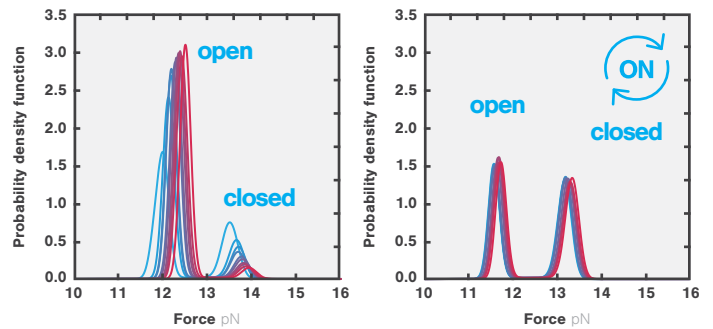 Probability density function
3.5
3.0
2.5
2.0
1.5
1.0
0.5
0.0
open
closed
10 11 12 13 14 15 16
Force pN
Probability density function
3.5
3.0
2.5
2.0
1.5
1.0
0.5
0.0
ON
open
closed
10 11 12 13 14 15 16
Force pN